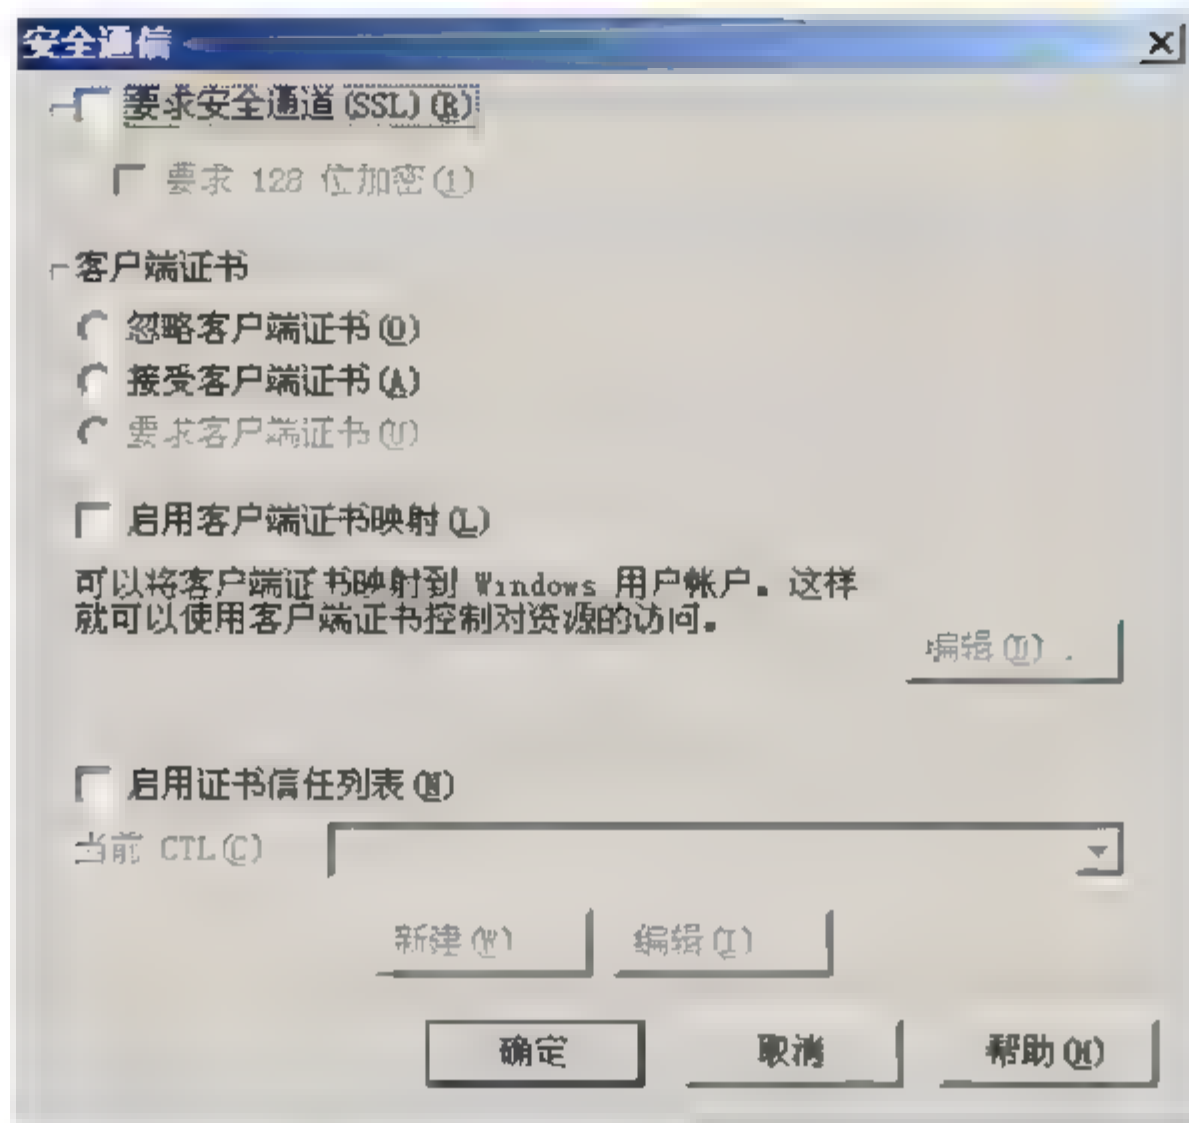 安全通信
要求安全通道(SSL)(R)
要求 128 位加密(1)
客户端证书
忽略客户端证书(O)
接受客户端证书(A)
要求客户端证书(U)
启用客户端证书映射(L)
可以将客户端证书映射到 Windows 用户帐户。这样
就可以使用客户端证书控制对资源的访问。
编辑(D) .
启用证书信任列表(N)
当前 CTL(C)
新建(W) 编辑(I)
确定 取消 帮助(H)